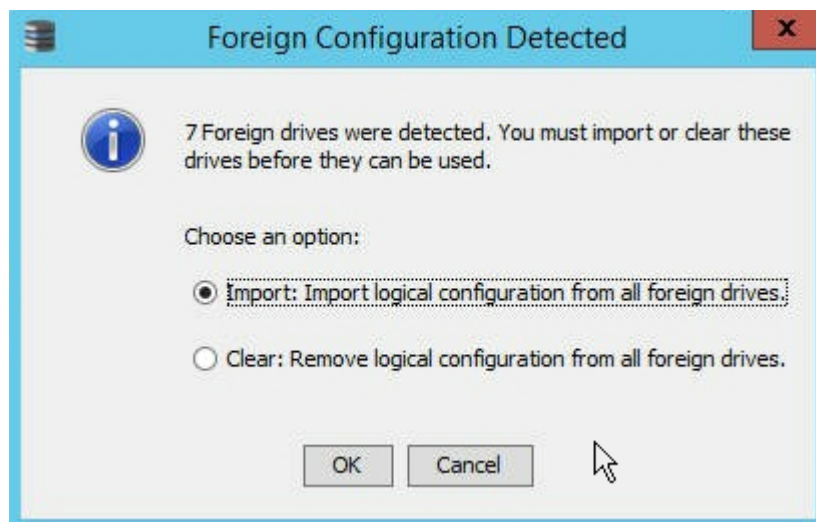 Foreign Configuration Detected
x
7 Foreign drives were detected. You must import or clear these
drives before they can be used.
Choose an option:
Import: Import logical configuration from all foreign drives.
Clear: Remove logical configuration from all foreign drives.
OK Cancel